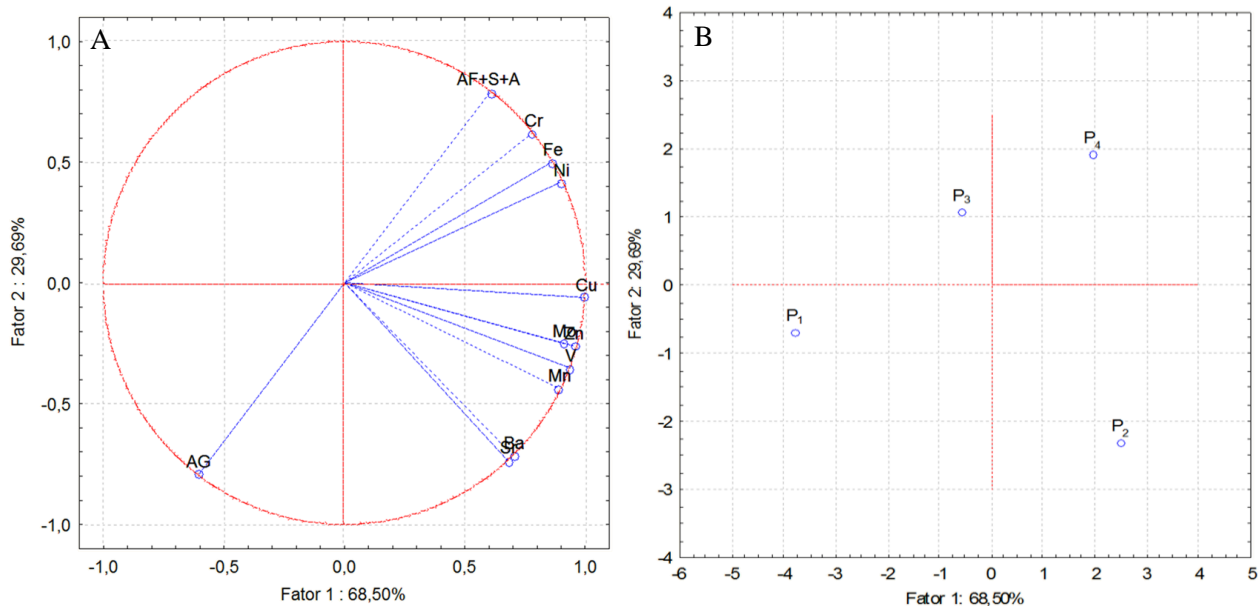 A
1,0
0,5
0,0
-0,5
-1,0
Fator 2 : 29,69%
AF+S+A
Cr
Fe
Ni
Cu
Mo
Zn
V
Mn
Ba
AG
-1,0 -0,5 0,0 0,5 1,0
Fator 1 : 68,50%
B
4
3
2
1
0
-1
-2
-3
-4
Fator 2: 29,69%
P4
P3
P1
P2
-6 -5 -4 -3 -2 -1 0 1 2 3 4 5
Fator 1: 68,50%